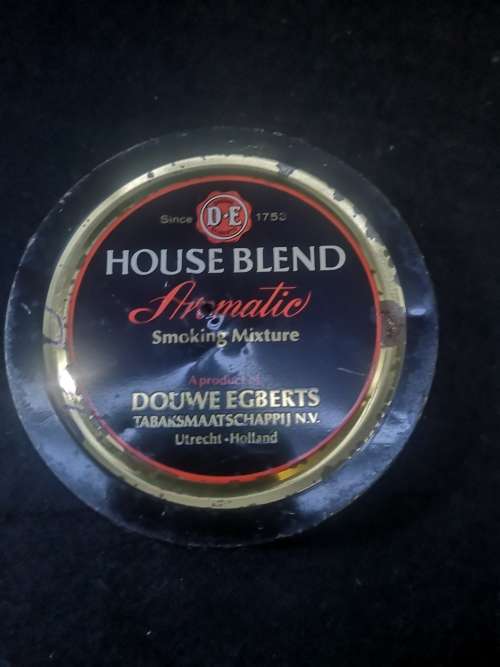 Since D·E 1753
HOUSE BLEND
Aromatic
Smoking Mixture
A product of
DOUWE EGBERTS
TABAKSMAATSCHAPPIJ N.V.
Utrecht-Holland